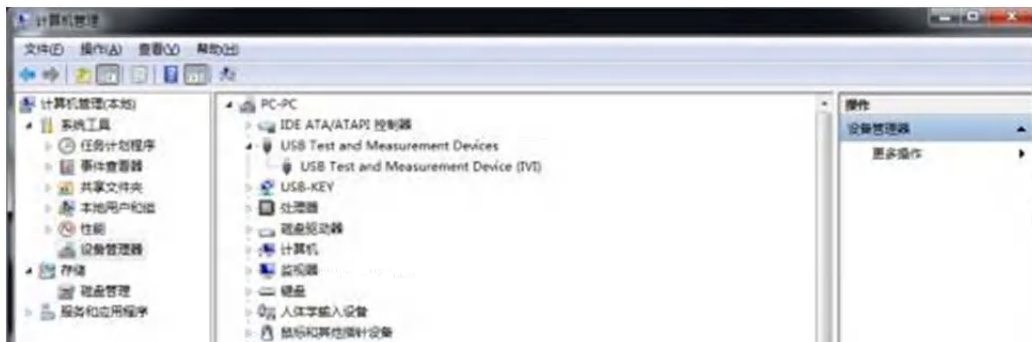 计算机管理
文件(F) 操作(A) 查看(V) 帮助(H)
计算机管理(本地)
系统工具
任务计划程序
事件查看器
共享文件夹
本地用户和组
性能
设备管理器
存储
磁盘管理
服务和应用程序
PC-PC
IDE ATA/ATAPI 控制器
USB Test and Measurement Devices
USB Test and Measurement Device (IVI)
USB-KEY
处理器
磁盘驱动器
计算机
监视器
键盘
人体学输入设备
鼠标和其他指针设备
操作
设备管理器
更多操作